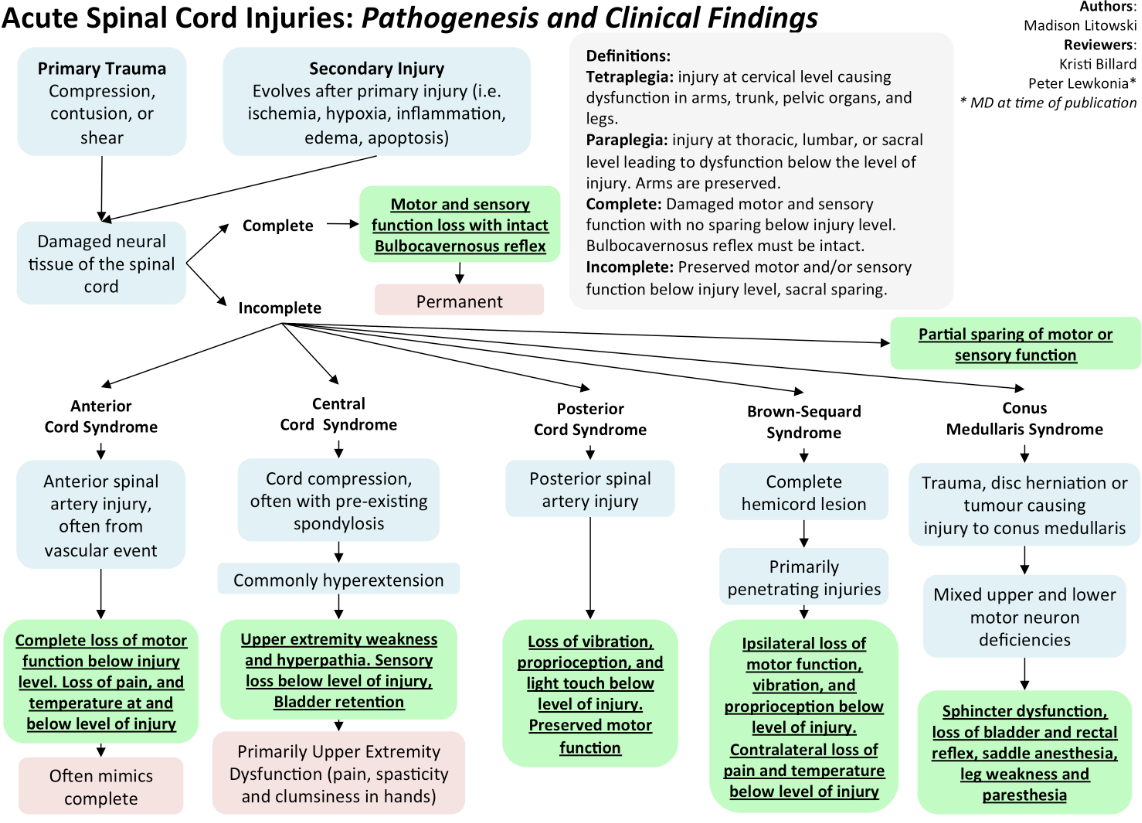 Acute Spinal Cord Injuries: Pathogenesis and Clinical Findings
Authors:
Madison Litowski
Reviewers:
Kristi Billard
Peter Lewkonia*
* MD at time of publication
Primary Trauma
Compression,
contusion, or
shear
Secondary Injury
Evolves after primary injury (i.e.
ischemia, hypoxia, inflammation,
edema, apoptosis)
Definitions:
Tetraplegia: injury at cervical level causing
dysfunction in arms, trunk, pelvic organs, and
legs.
Paraplegia: injury at thoracic, lumbar, or sacral
level leading to dysfunction below the level of
injury. Arms are preserved.
Complete: Damaged motor and sensory
function with no sparing below injury level.
Bulbocavernosus reflex must be intact.
Incomplete: Preserved motor and/or sensory
function below injury level, sacral sparing.
Damaged neural
tissue of the spinal
cord
Complete
Motor and sensory
function loss with intact
Bulbocavernosus reflex
Permanent
Incomplete
Partial sparing of motor or
sensory function
Anterior
Cord Syndrome
Anterior spinal
artery injury,
often from
vascular event
Complete loss of motor
function below injury
level. Loss of pain, and
temperature at and
below level of injury
Often mimics
complete
Central
Cord Syndrome
Cord compression,
often with pre-existing
spondylosis
Commonly hyperextension
Upper extremity weakness
and hyperpathia. Sensory
loss below level of injury,
Bladder retention
Primarily Upper Extremity
Dysfunction (pain, spasticity
and clumsiness in hands)
Posterior
Cord Syndrome
Posterior spinal
artery injury
Loss of vibration,
proprioception, and
light touch below
level of injury.
Preserved motor
function
Brown-Sequard
Syndrome
Complete
hemicord lesion
Primarily
penetrating injuries
Ipsilateral loss of
motor function,
vibration, and
proprioception below
level of injury.
Contralateral loss of
pain and temperature
below level of injury
Conus
Medullaris Syndrome
Trauma, disc herniation or
tumour causing
injury to conus medullaris
Mixed upper and lower
motor neuron
deficiencies
Sphincter dysfunction,
loss of bladder and rectal
reflex, saddle anesthesia,
leg weakness and
paresthesia